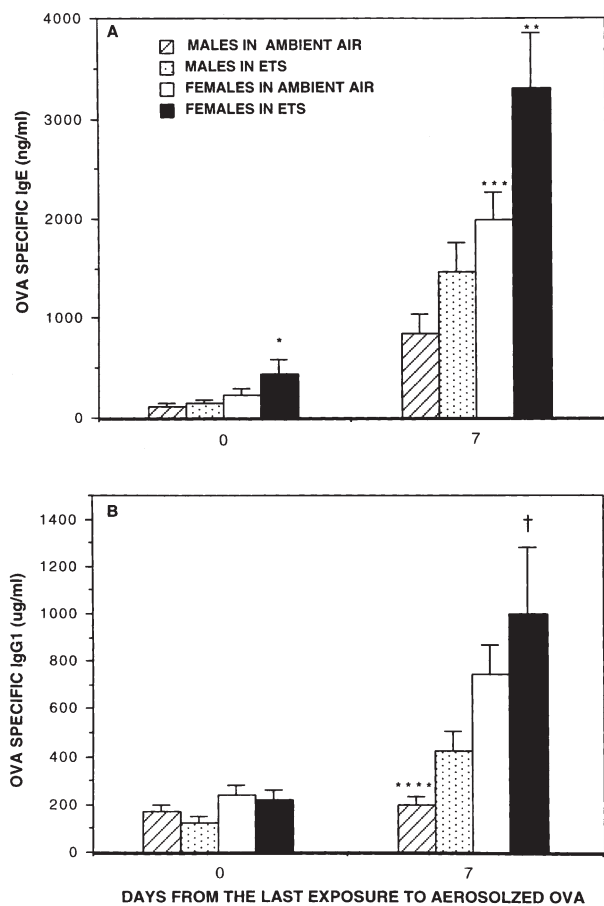 A
MALES IN AMBIENT AIR
MALES IN ETS
FEMALES IN AMBIENT AIR
FEMALES IN ETS
OVA SPECIFIC IgE (ng/ml)
4000
3000
2000
1000
0
*
***
**
0
7
B
OVA SPECIFIC IgG1 (ug/ml)
1400
1200
1000
800
600
400
200
0
****
†
0
7
DAYS FROM THE LAST EXPOSURE TO AEROSOLZED OVA